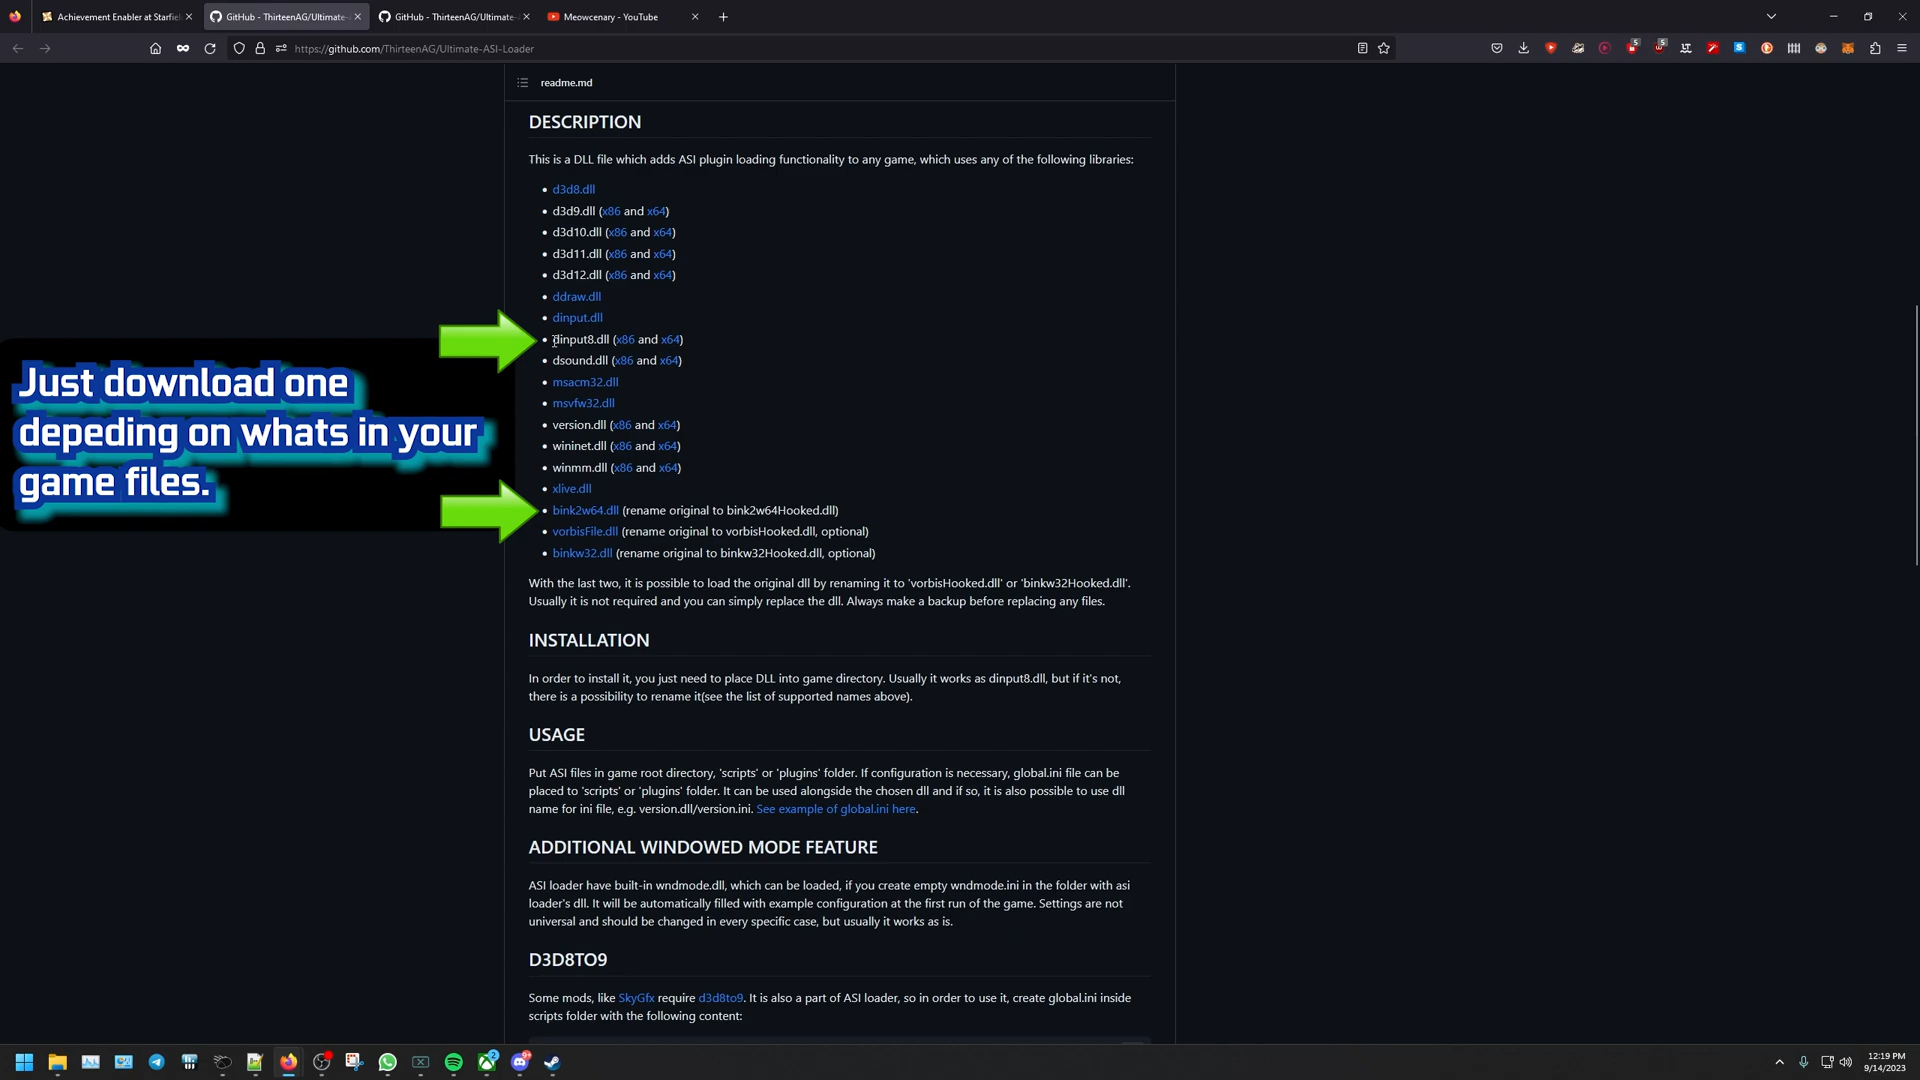 Achievement Enabler at Starfiel
GitHub - ThirteenAG/Ultimate-
GitHub - ThirteenAG/Ultimate-
Meowcenary - YouTube
https://github.com/ThirteenAG/Ultimate-ASI-Loader
readme.md
DESCRIPTION
This is a DLL file which adds ASI plugin loading functionality to any game, which uses any of the following libraries:
• d3d8.dll
• d3d9.dll (x86 and x64)
• d3d10.dll (x86 and x64)
• d3d11.dll (x86 and x64)
• d3d12.dll (x86 and x64)
• ddraw.dll
• dinput.dll
• dinput8.dll (x86 and x64)
• dsound.dll (x86 and x64)
• msacm32.dll
• msvfw32.dll
• version.dll (x86 and x64)
• wininet.dll (x86 and x64)
• winmm.dll (x86 and x64)
• xlive.dll
• bink2w64.dll (rename original to bink2w64Hooked.dll)
• vorbisFile.dll (rename original to vorbisHooked.dll, optional)
• binkw32.dll (rename original to binkw32Hooked.dll, optional)
Just download one
depeding on whats in your
game files.
With the last two, it is possible to load the original dll by renaming it to 'vorbisHooked.dll' or 'binkw32Hooked.dll'.
Usually it is not required and you can simply replace the dll. Always make a backup before replacing any files.
INSTALLATION
In order to install it, you just need to place DLL into game directory. Usually it works as dinput8.dll, but if it's not,
there is a possibility to rename it(see the list of supported names above).
USAGE
Put ASI files in game root directory, 'scripts' or 'plugins' folder. If configuration is necessary, global.ini file can be
placed to 'scripts' or 'plugins' folder. It can be used alongside the chosen dll and if so, it is also possible to use dll
name for ini file, e.g. version.dll/version.ini. See example of global.ini here.
ADDITIONAL WINDOWED MODE FEATURE
ASI loader have built-in wndmode.dll, which can be loaded, if you create empty wndmode.ini in the folder with asi
loader's dll. It will be automatically filled with example configuration at the first run of the game. Settings are not
universal and should be changed in every specific case, but usually it works as is.
D3D8TO9
Some mods, like SkyGfx require d3d8to9. It is also a part of ASI loader, so in order to use it, create global.ini inside
scripts folder with the following content:
12:19 PM
9/14/2023